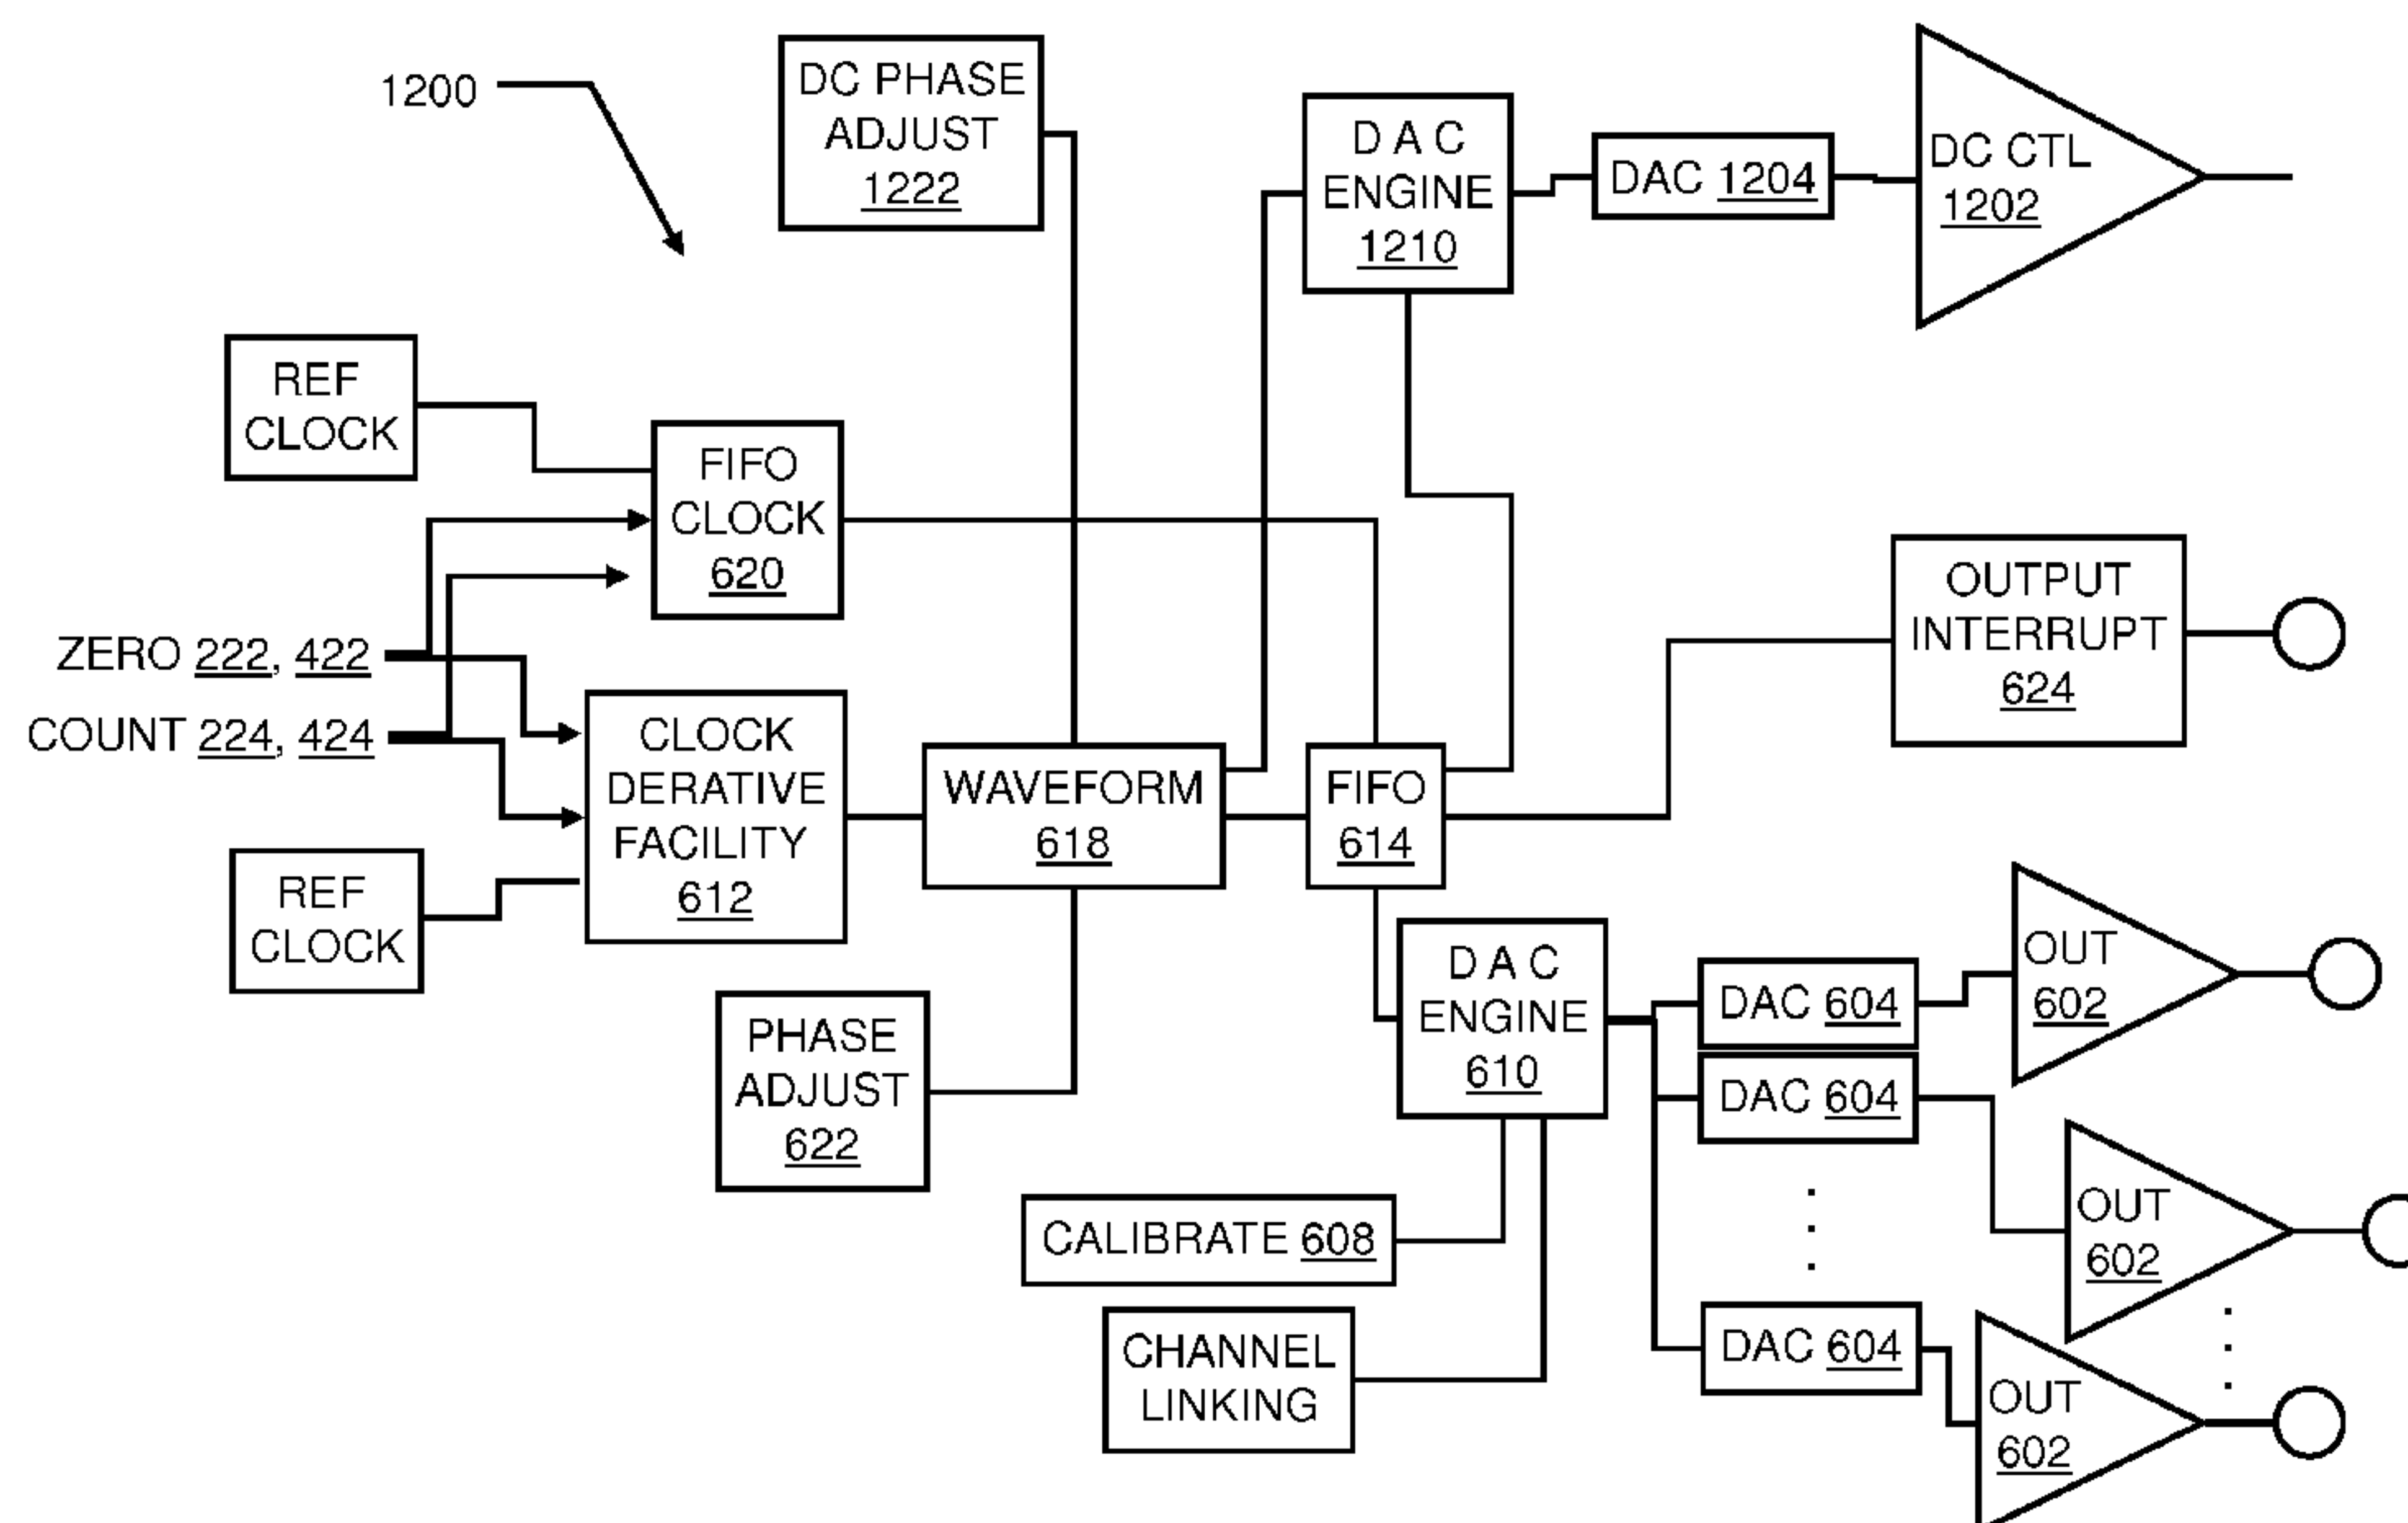 1200
DC PHASE
ADJUST
1222
D A C
ENGINE
1210
DAC 1204
DC CTL
1202
REF
CLOCK
FIFO
CLOCK
620
ZERO 222, 422
COUNT 224, 424
CLOCK
DERATIVE
FACILITY
612
REF
CLOCK
WAVEFORM
618
FIFO
614
OUTPUT
INTERRUPT
624
PHASE
ADJUST
622
D A C
ENGINE
610
DAC 604
OUT
602
DAC 604
OUT
602
CALIBRATE 608
CHANNEL
LINKING
DAC 604
OUT
602